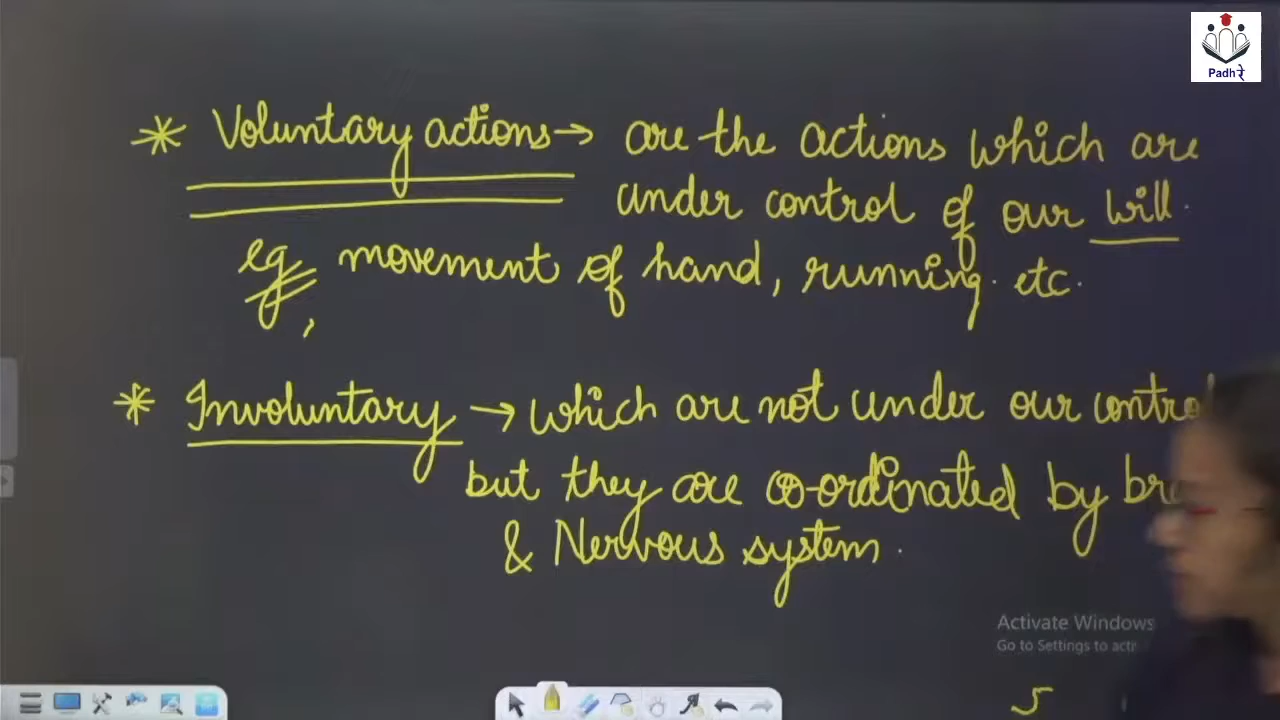 Padhरे
* Voluntary actions → are the actions which are
under control of our will.
eg, movement of hand, running. etc.
* Involuntary → which are not under our control
but they are co-ordinated by
& Nervous system.
Activate Windows
Go to Settings to